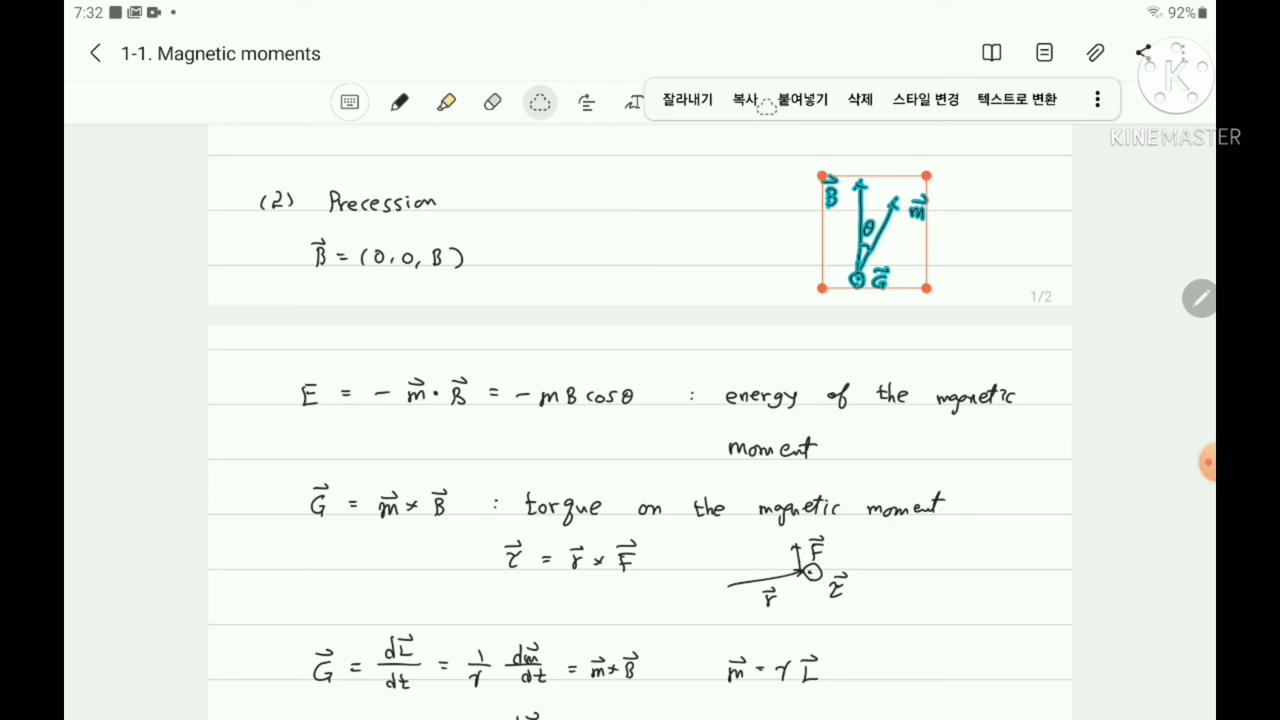 7:32 92%
1-1. Magnetic moments
잘라내기 복사 붙여넣기 삭제 스타일 변경 텍스트로 변환
K
KINEMASTER
(2) Precession
B⃗ = (0, 0, B)
B⃗ θ m⃗
G⃗
1/2
E = - m⃗ · B⃗ = - m B cosθ : energy of the magnetic
moment
G⃗ = m⃗ × B⃗ : torque on the magnetic moment
τ⃗ = r⃗ × F⃗
F⃗
r⃗ τ⃗
G⃗ = dL⃗/dt = 1/γ dm⃗/dt = m⃗ × B⃗ m⃗ = γ L⃗